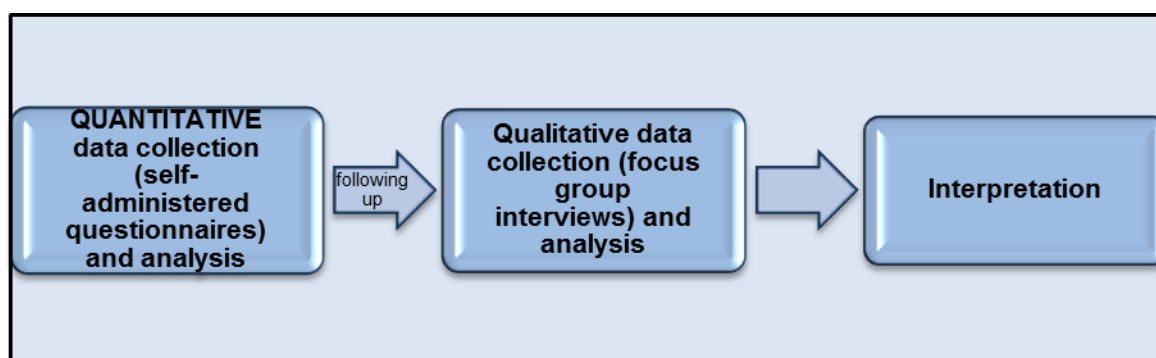 QUANTITATIVE
data collection
(self-
administered
questionnaires)
and analysis
following
up
Qualitative data
collection (focus
group
interviews) and
analysis
Interpretation